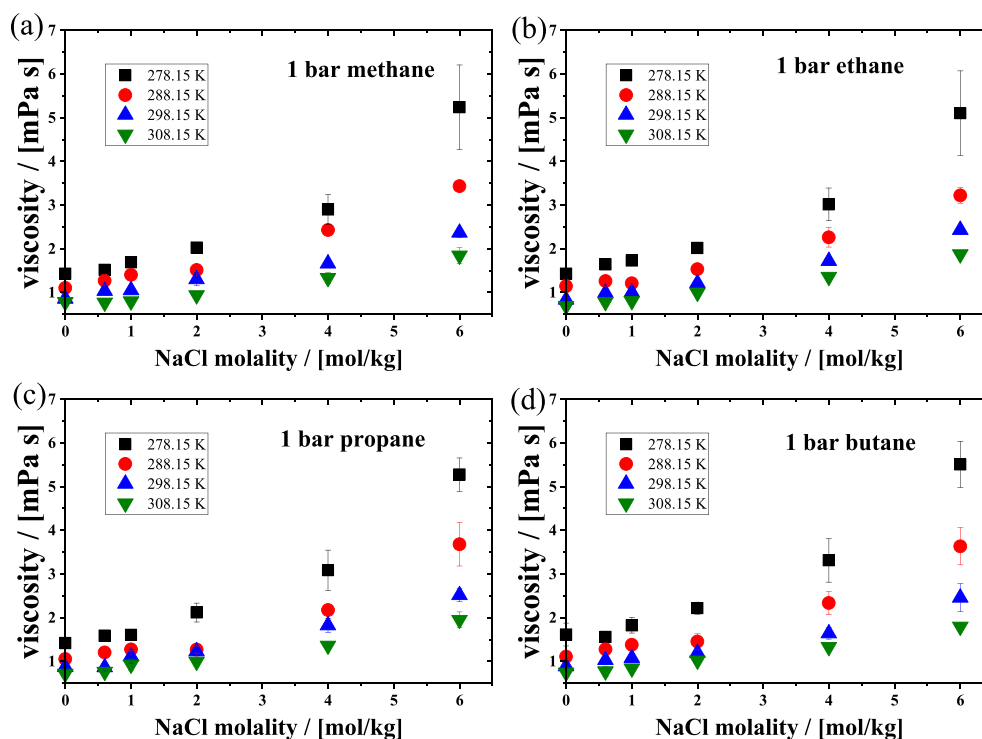 (a)
1 bar methane
278.15 K
288.15 K
298.15 K
308.15 K
viscosity / [mPa s]
7
6
5
4
3
2
1
0 1 2 3 4 5 6
NaCl molality / [mol/kg]
(b)
1 bar ethane
278.15 K
288.15 K
298.15 K
308.15 K
viscosity / [mPa s]
7
6
5
4
3
2
1
0 1 2 3 4 5 6
NaCl molality / [mol/kg]
(c)
1 bar propane
278.15 K
288.15 K
298.15 K
308.15 K
viscosity / [mPa s]
7
6
5
4
3
2
1
0 1 2 3 4 5 6
NaCl molality / [mol/kg]
(d)
1 bar butane
278.15 K
288.15 K
298.15 K
308.15 K
viscosity / [mPa s]
7
6
5
4
3
2
1
0 1 2 3 4 5 6
NaCl molality / [mol/kg]